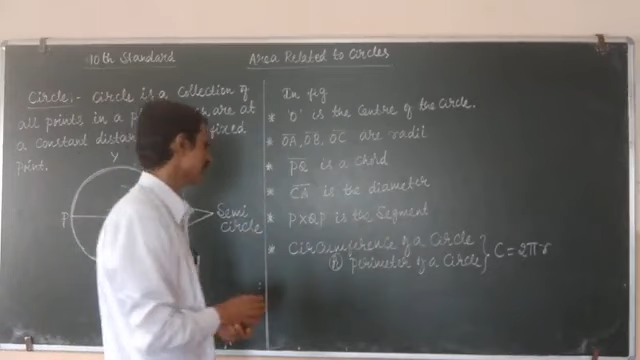 10th Standard
Area Related to Circles
Circle :- Circle is a Collection of
all points in a are at
a constant fixed
point.
Y
P
Semi
Circle
In fig
* 'O' is the Centre of the Circle.
* OA, OB, OC are radii
* PQ is a Chord
* CA is the diameter
* PXQP is the Segment
* Circumference of a Circle
perimeter of a Circle } C = 2πr